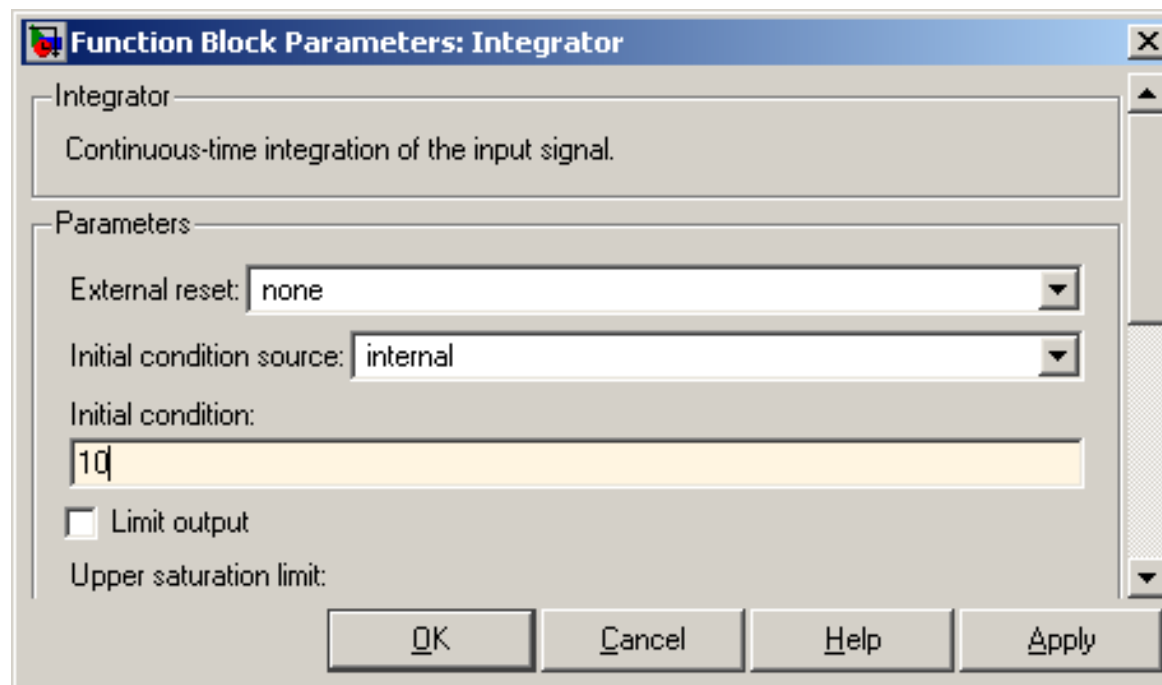 Function Block Parameters: Integrator
Integrator
Continuous-time integration of the input signal.
Parameters
External reset: none
Initial condition source: internal
Initial condition:
10
Limit output
Upper saturation limit:
OK Cancel Help Apply